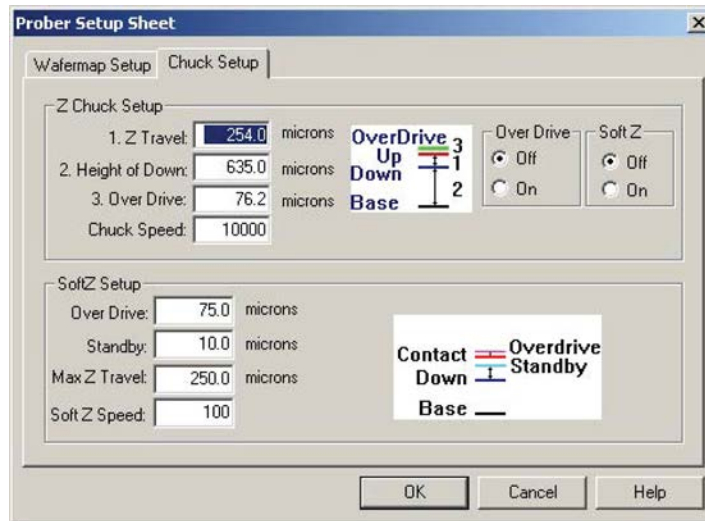 Prober Setup Sheet
Wafermap Setup Chuck Setup
Z Chuck Setup
1. Z Travel: 254.0 microns
2. Height of Down: 635.0 microns
3. Over Drive: 76.2 microns
Chuck Speed: 10000
OverDrive 3
Up 1
Down
2
Base
Over Drive
Off
On
Soft Z
Off
On
SoftZ Setup
Over Drive: 75.0 microns
Standby: 10.0 microns
Max Z Travel: 250.0 microns
Soft Z Speed: 100
Contact Overdrive
Down Standby
Base
OK Cancel Help